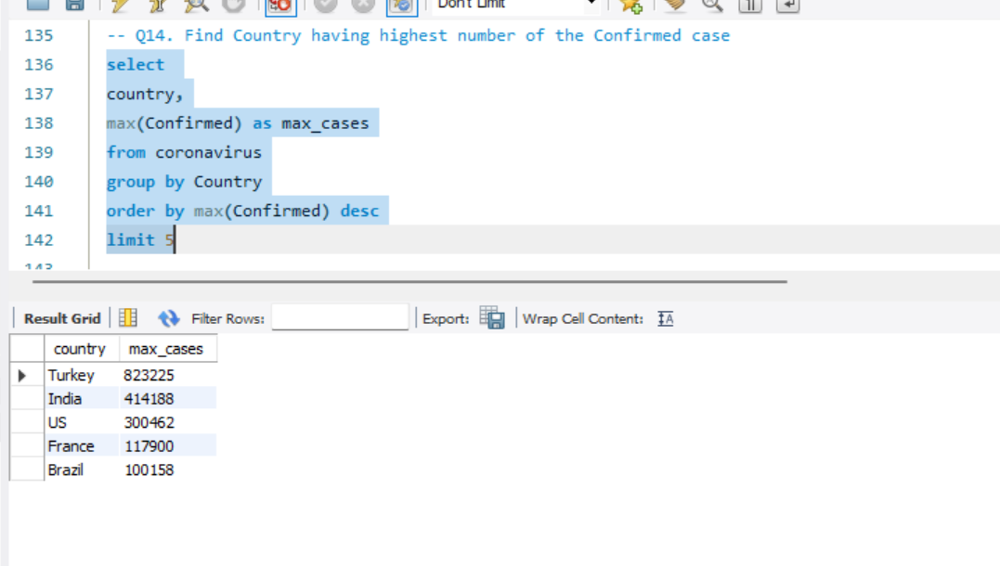 Don't Limit
135 -- Q14. Find Country having highest number of the Confirmed case
136 select
137 country,
138 max(Confirmed) as max_cases
139 from coronavirus
140 group by Country
141 order by max(Confirmed) desc
142 limit 5
143
Result Grid Filter Rows: Export: Wrap Cell Content: IA
country max_cases
Turkey 823225
India 414188
US 300462
France 117900
Brazil 100158